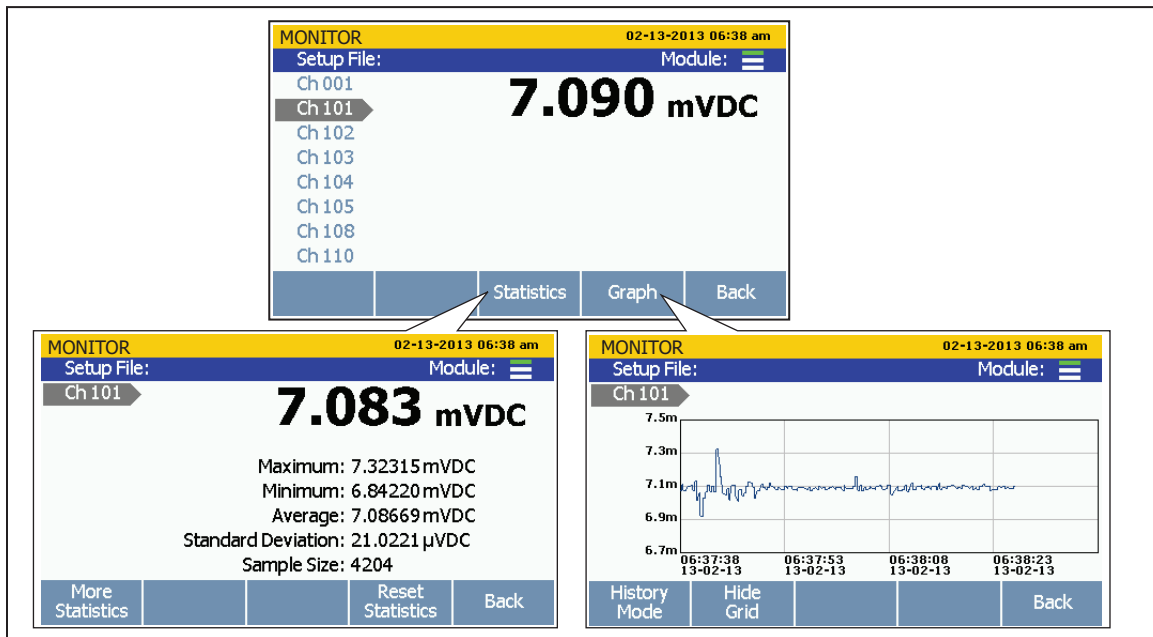 MONITOR 02-13-2013 06:38 am
Setup File: Module:
Ch 001
7.090 mVDC
Ch 101
Ch 102
Ch 103
Ch 104
Ch 105
Ch 108
Ch 110
Statistics Graph Back
MONITOR 02-13-2013 06:38 am
Setup File: Module:
Ch 101
7.083 mVDC
Maximum: 7.32315 mVDC
Minimum: 6.84220 mVDC
Average: 7.08669 mVDC
Standard Deviation: 21.0221 µVDC
Sample Size: 4204
More Statistics
Reset Statistics
Back
MONITOR 02-13-2013 06:38 am
Setup File: Module:
Ch 101
7.5m
7.3m
7.1m
6.9m
6.7m
06:37:38 06:37:53 06:38:08 06:38:23
13-02-13 13-02-13 13-02-13 13-02-13
History Mode
Hide Grid
Back